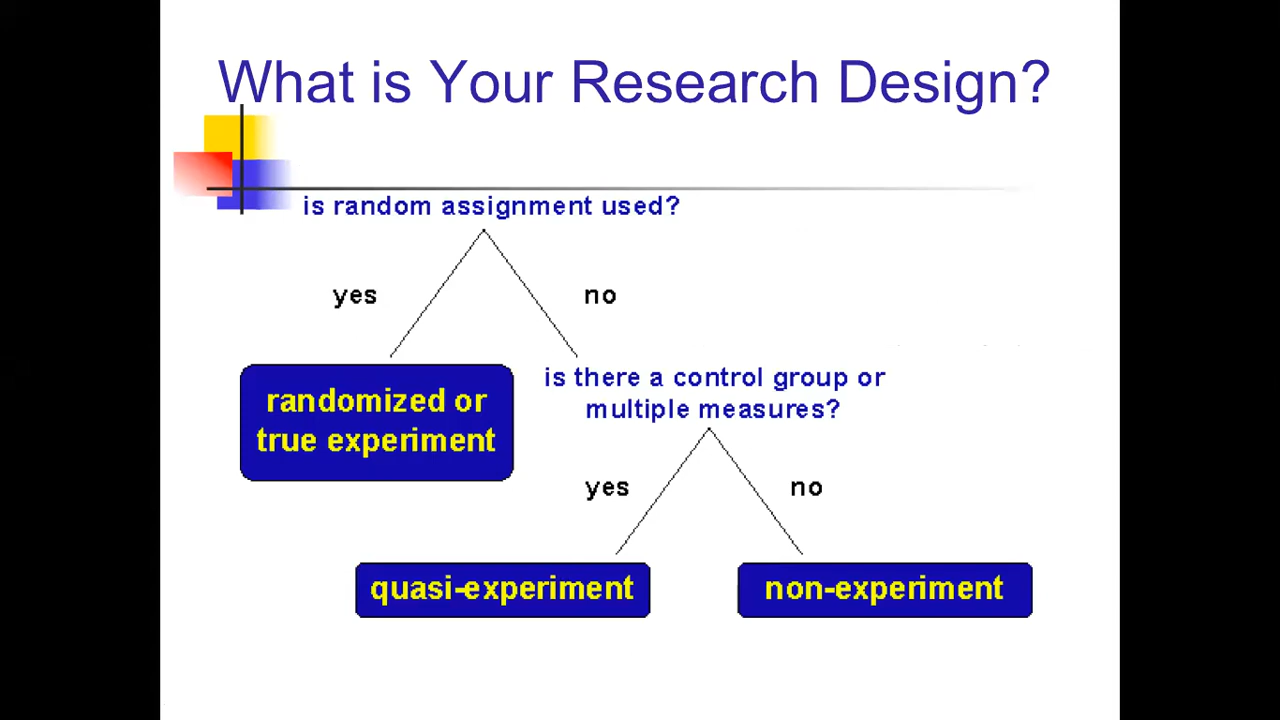 What is Your Research Design?
is random assignment used?
yes
no
randomized or
true experiment
is there a control group or
multiple measures?
yes
no
quasi-experiment
non-experiment